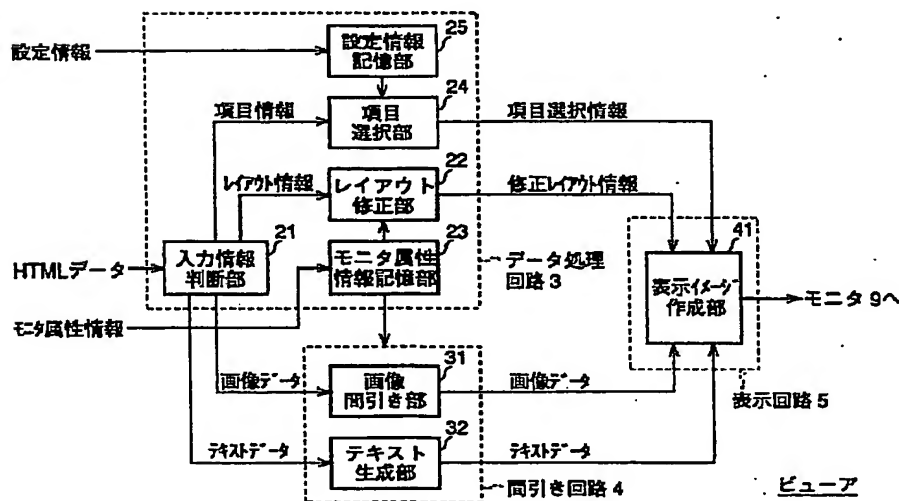 設定情報
25
設定情報
記憶部
24
項目情報
項目
選択部
項目選択情報
22
レイアウト情報
レイアウト
修正部
修正レイアウト情報
21
入力情報
判断部
HTMLデータ
23
モニタ属性
情報記憶部
データ処理
回路3
モニタ属性情報
41
表示イメージ
作成部
モニタ9へ
表示回路5
31
画像データ
画像
間引き部
画像データ
32
テキストデータ
テキスト
生成部
テキストデータ
間引き回路4
ビューア